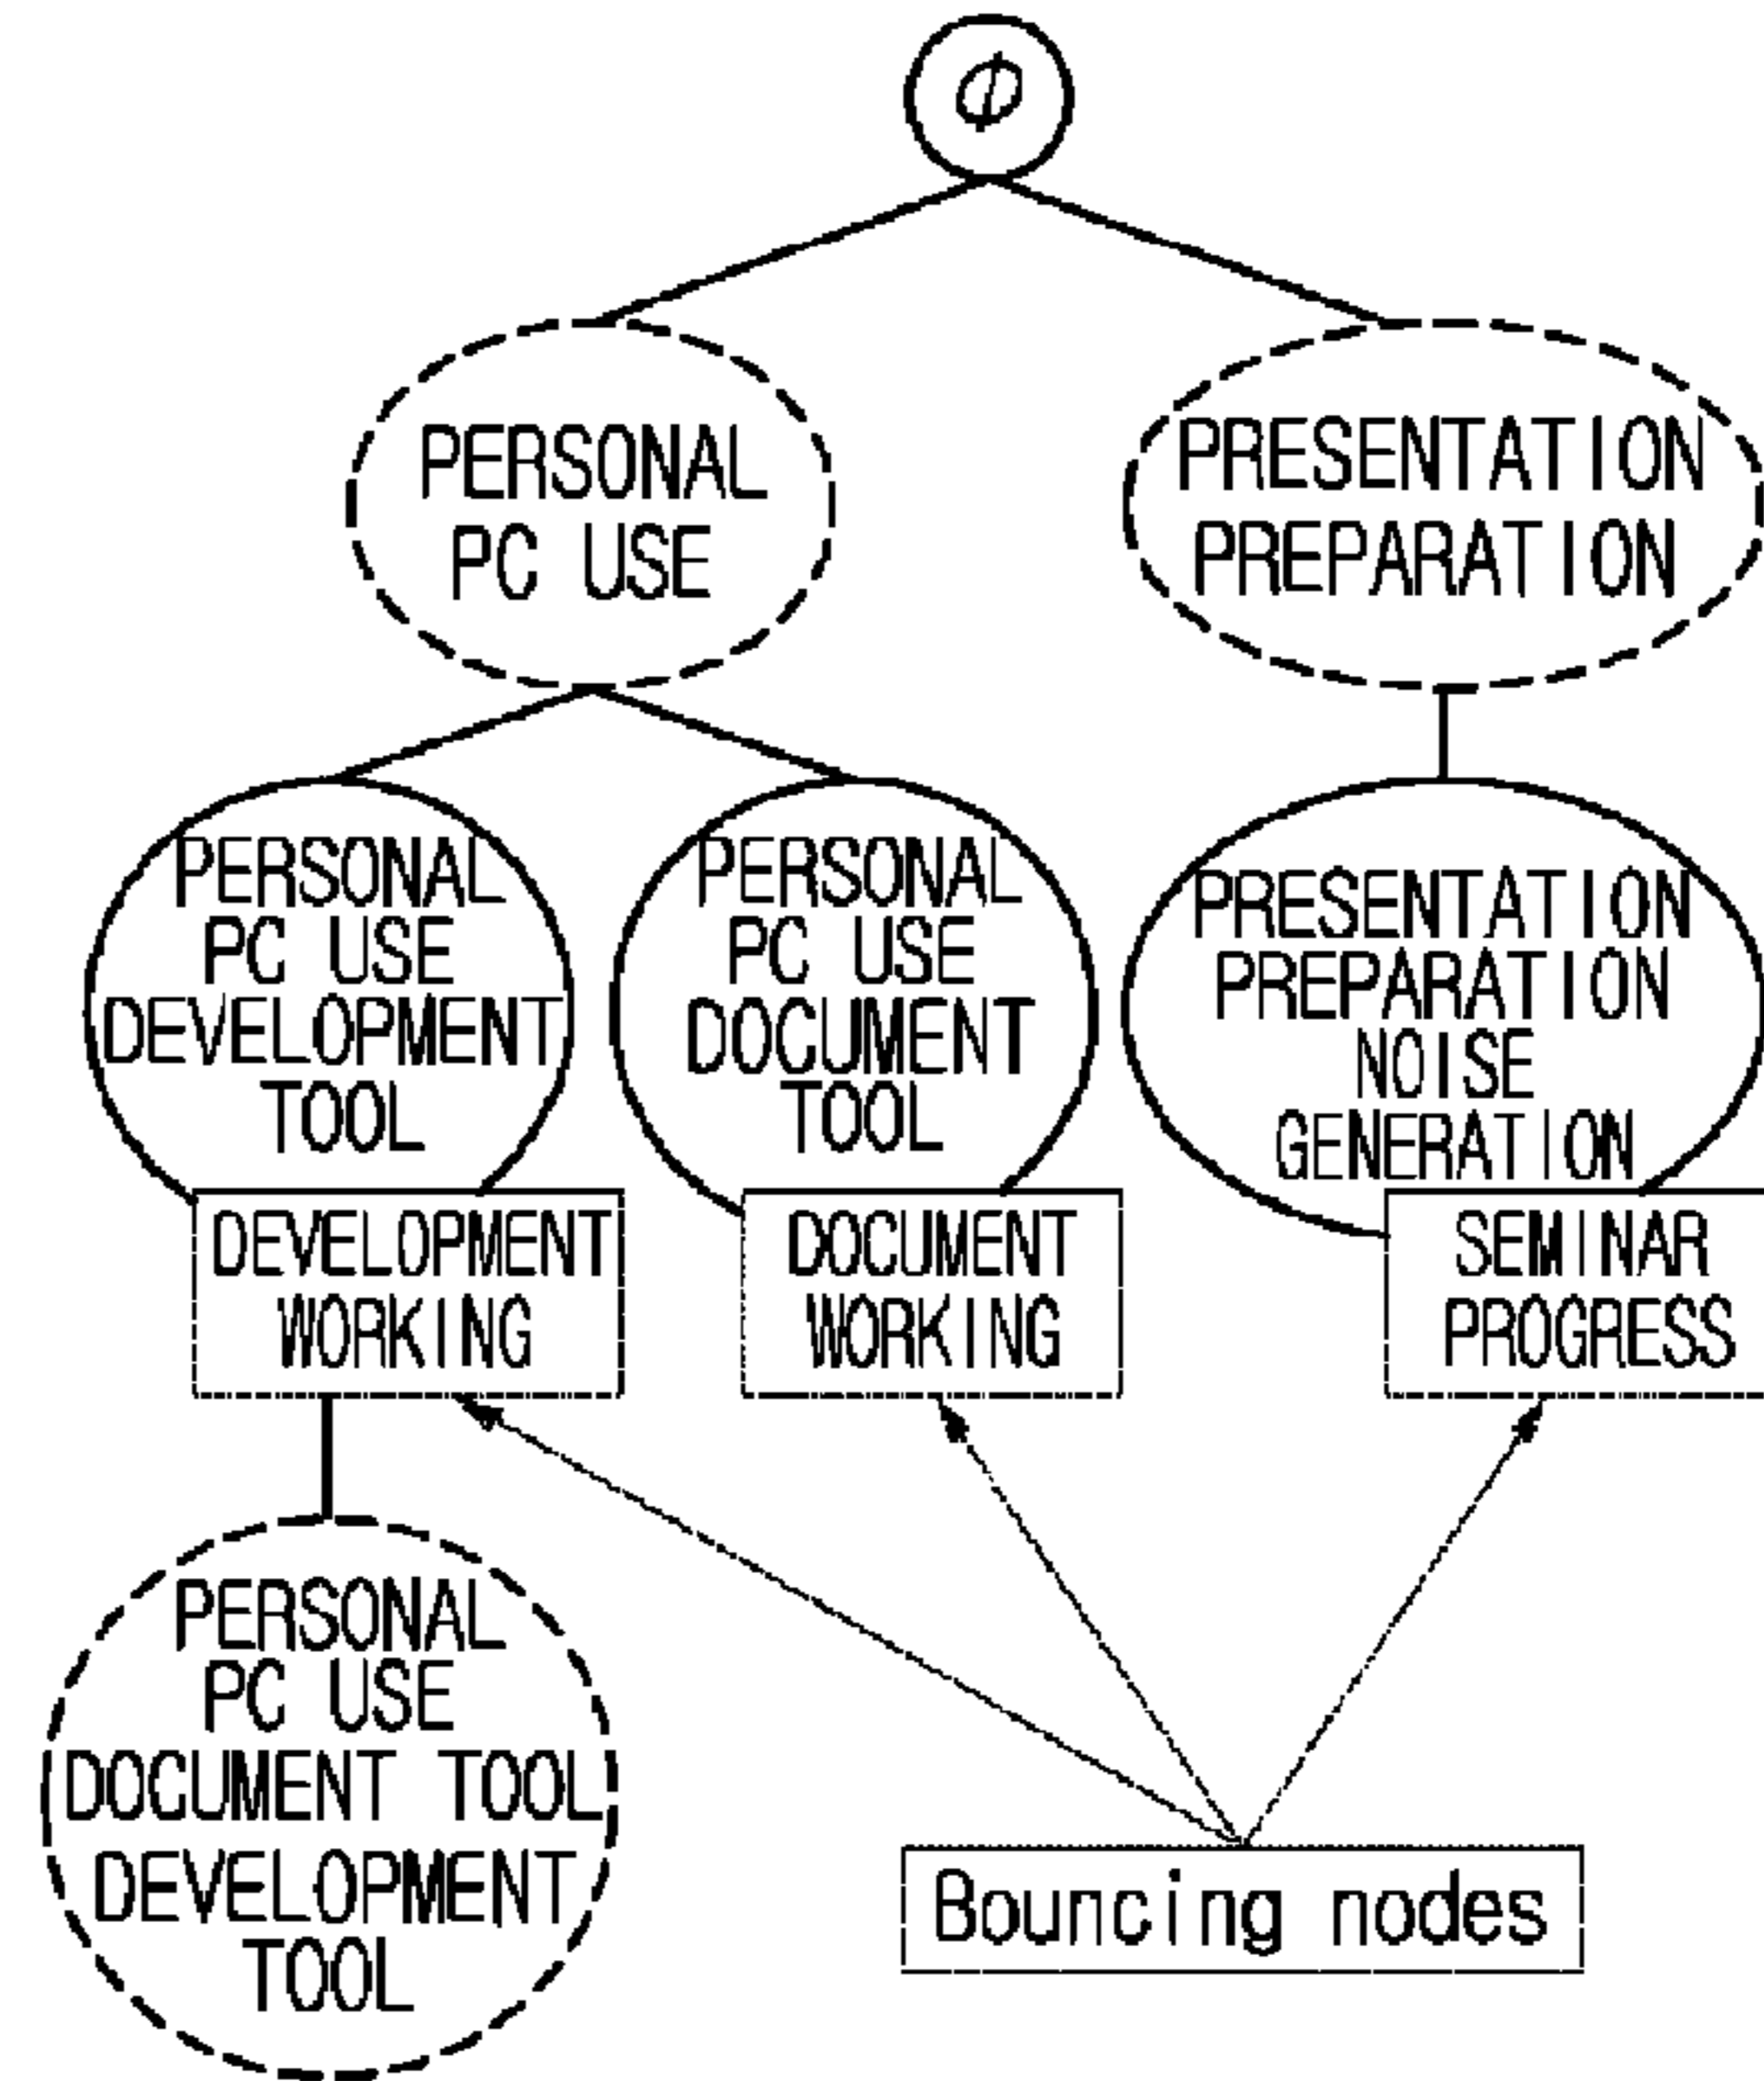 φ
PERSONAL
PC USE
PRESENTATION
PREPARATION
PERSONAL
PC USE
DEVELOPMENT
TOOL
PERSONAL
PC USE
DOCUMENT
TOOL
PRESENTATION
PREPARATION
NOISE
GENERATION
DEVELOPMENT
WORKING
DOCUMENT
WORKING
SEMINAR
PROGRESS
PERSONAL
PC USE
DOCUMENT TOOL
DEVELOPMENT
TOOL
Bouncing nodes